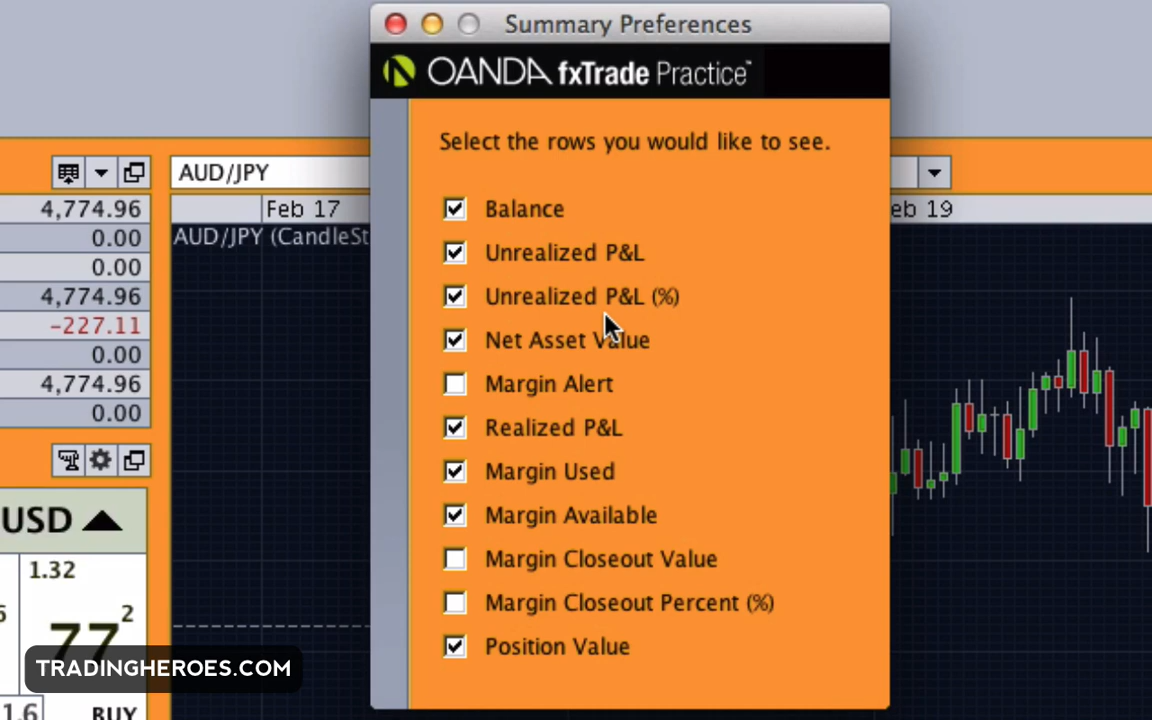 Summary Preferences
OANDA fxTrade Practice™
Select the rows you would like to see.
AUD/JPY
4,774.96
Feb 17
eb 19
Balance
0.00
AUD/JPY (CandleSt
Unrealized P&L
0.00
4,774.96
Unrealized P&L (%)
-227.11
Net Asset Value
0.00
4,774.96
Margin Alert
0.00
Realized P&L
Margin Used
USD
Margin Available
1.32
Margin Closeout Value
Margin Closeout Percent (%)
77 2
Position Value
TRADINGHEROES.COM
1.6
BUY